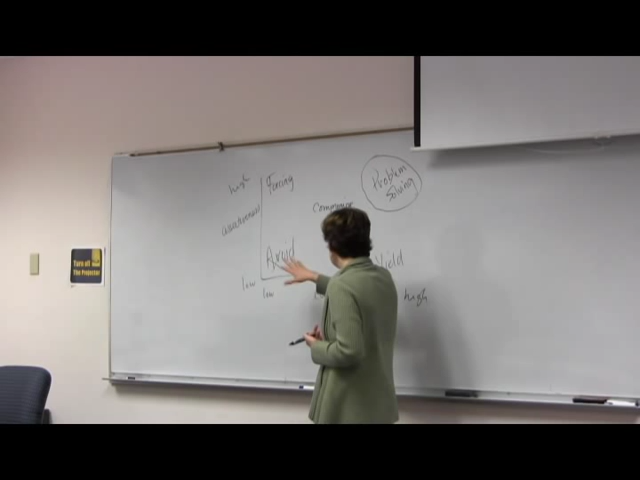 high
Forcing
Problem
Solving
Compromise
assertiveness
Avoid
Yield
low
low
high
Turn off
The Projector